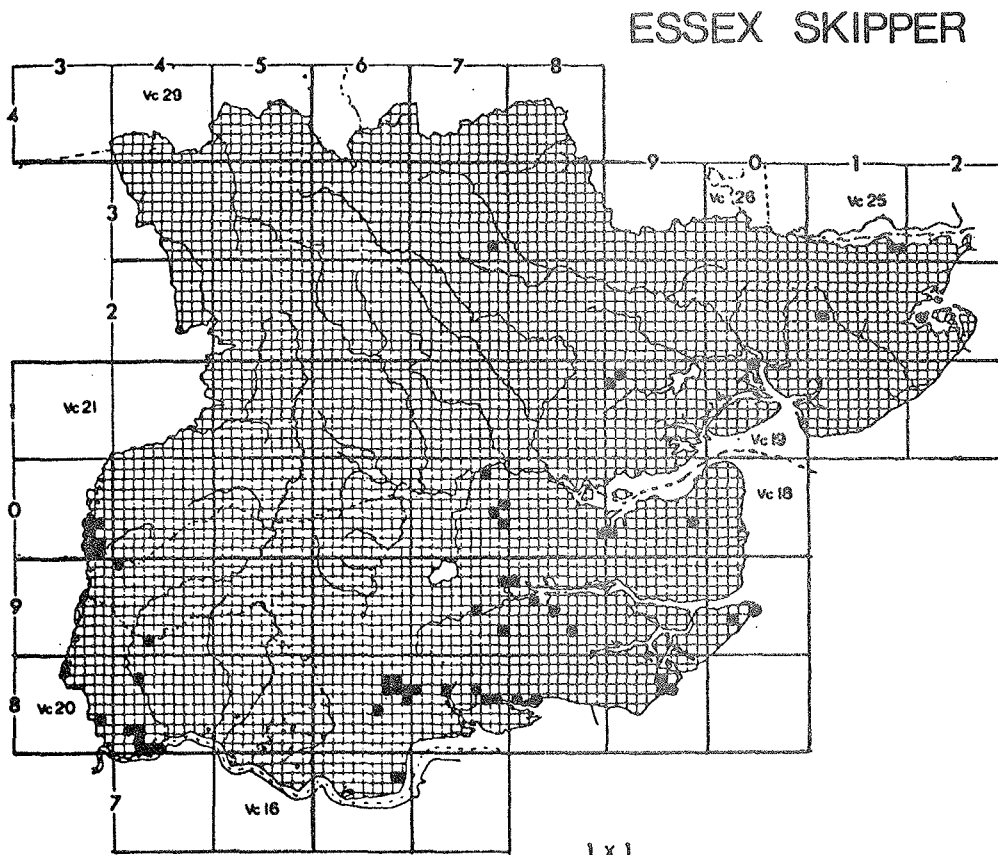 ESSEX SKIPPER
3 4 5 6 7 8
4 Vc 29
9 0 1 2
3 Vc 26 Vc 25
2
1 Vc 21
Vc 19
0 Vc 18
9
8 Vc 20
7 Vc 16
1 x 1